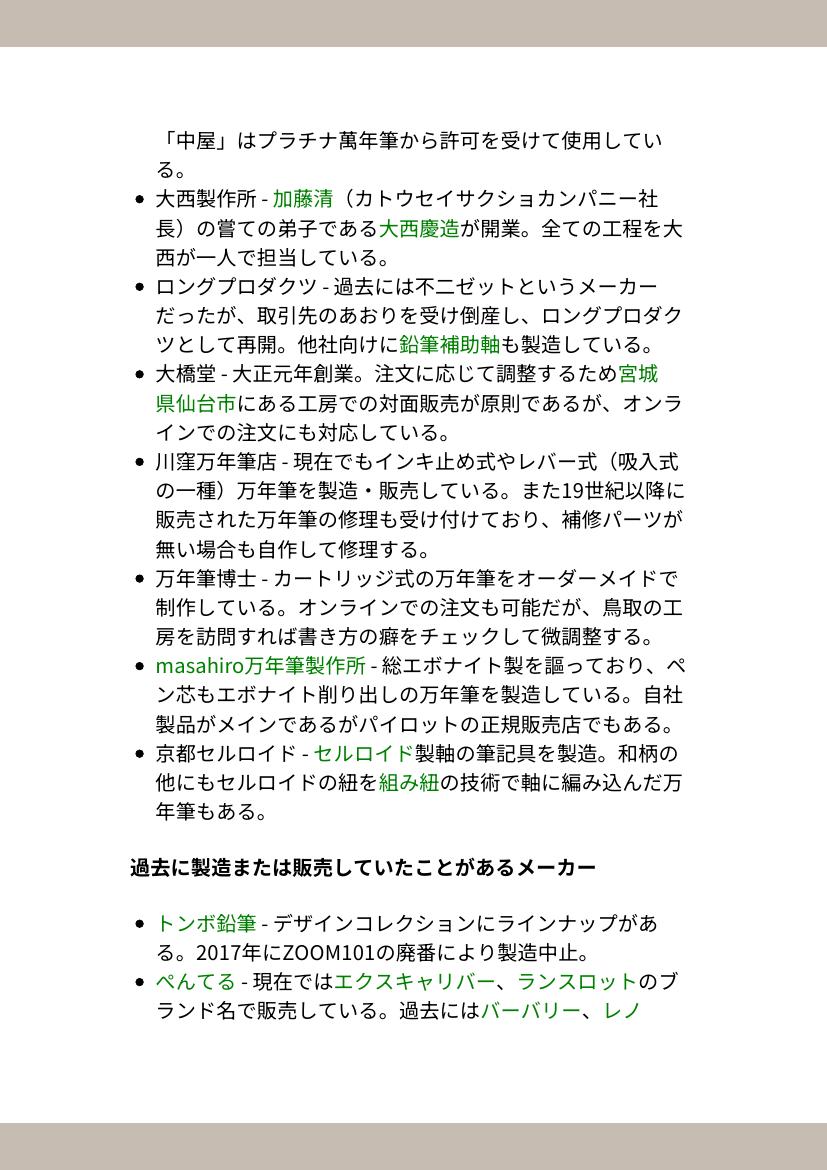 「中屋」はプラチナ萬年筆から許可を受けて使用してい
る。
• 大西製作所 - 加藤清（カトウセイサクショカンパニー社
長）の嘗ての弟子である大西慶造が開業。全ての工程を大
西が一人で担当している。
• ロングプロダクツ - 過去には不二ゼットというメーカー
だったが、取引先のあおりを受け倒産し、ロングプロダク
ツとして再開。他社向けに鉛筆補助軸も製造している。
• 大橋堂 - 大正元年創業。注文に応じて調整するため宮城
県仙台市にある工房での対面販売が原則であるが、オンラ
インでの注文にも対応している。
• 川窪万年筆店 - 現在でもインキ止め式やレバー式（吸入式
の一種）万年筆を製造・販売している。また19世紀以降に
販売された万年筆の修理も受け付けており、補修パーツが
無い場合も自作して修理する。
• 万年筆博士 - カートリッジ式の万年筆をオーダーメイドで
制作している。オンラインでの注文も可能だが、鳥取の工
房を訪問すれば書き方の癖をチェックして微調整する。
• masahiro万年筆製作所 - 総エボナイト製を謳っており、ペ
ン芯もエボナイト削り出しの万年筆を製造している。自社
製品がメインであるがパイロットの正規販売店でもある。
• 京都セルロイド - セルロイド製軸の筆記具を製造。和柄の
他にもセルロイドの紐を組み紐の技術で軸に編み込んだ万
年筆もある。
過去に製造または販売していたことがあるメーカー
• トンボ鉛筆 - デザインコレクションにラインナップがあ
る。2017年にZOOM101の廃番により製造中止。
• ぺんてる - 現在ではエクスキャリバー、ランスロットのブ
ランド名で販売している。過去にはバーバリー、レノ